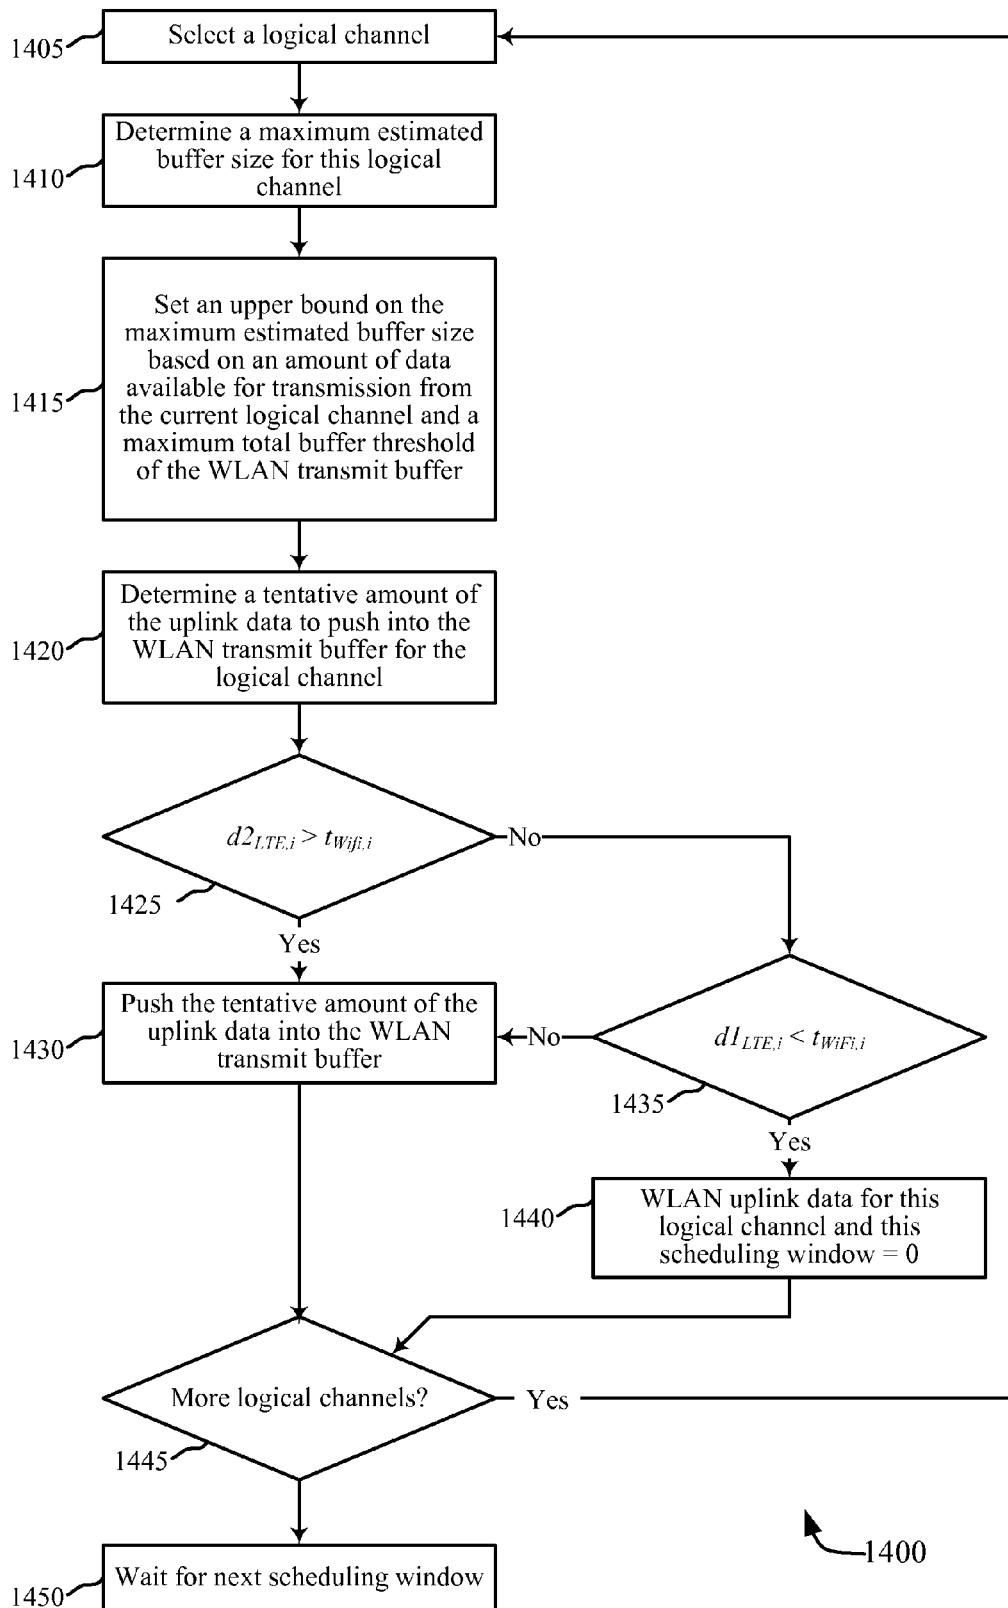 Select a logical channel
1405
Determine a maximum estimated
buffer size for this logical
channel
1410
Set an upper bound on the
maximum estimated buffer size
based on an amount of data
available for transmission from
the current logical channel and a
maximum total buffer threshold
of the WLAN transmit buffer
1415
Determine a tentative amount of
the uplink data to push into the
WLAN transmit buffer for the
logical channel
1420
d2LTE,i > tWifi,i
No
1425
Yes
Push the tentative amount of the
uplink data into the WLAN
transmit buffer
1430
No
d1LTE,i < tWiFi,i
1435
Yes
WLAN uplink data for this
logical channel and this
scheduling window = 0
1440
More logical channels?
Yes
1445
Wait for next scheduling window
1450
1400